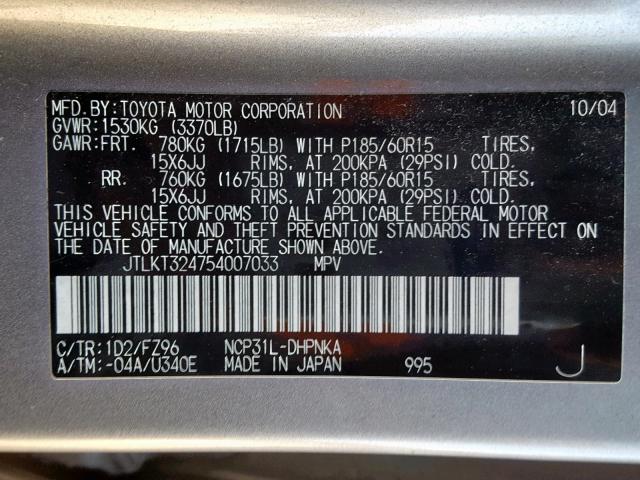 MFD.BY:TOYOTA MOTOR CORPORATION 10/04
GVWR:1530KG (3370LB)
GAWR:FRT. 780KG (1715LB) WITH P185/60R15 TIRES,
15X6JJ RIMS, AT 200KPA (29PSI) COLD.
RR. 760KG (1675LB) WITH P185/60R15 TIRES,
15X6JJ RIMS, AT 200KPA (29PSI) COLD.
THIS VEHICLE CONFORMS TO ALL APPLICABLE FEDERAL MOTOR
VEHICLE SAFETY AND THEFT PREVENTION STANDARDS IN EFFECT ON
THE DATE OF MANUFACTURE SHOWN ABOVE.
JTLKT324754007033 MPV
C/TR:1D2/FZ96 NCP31L-DHPNKA
A/TM:-04A/U340E MADE IN JAPAN 995 J